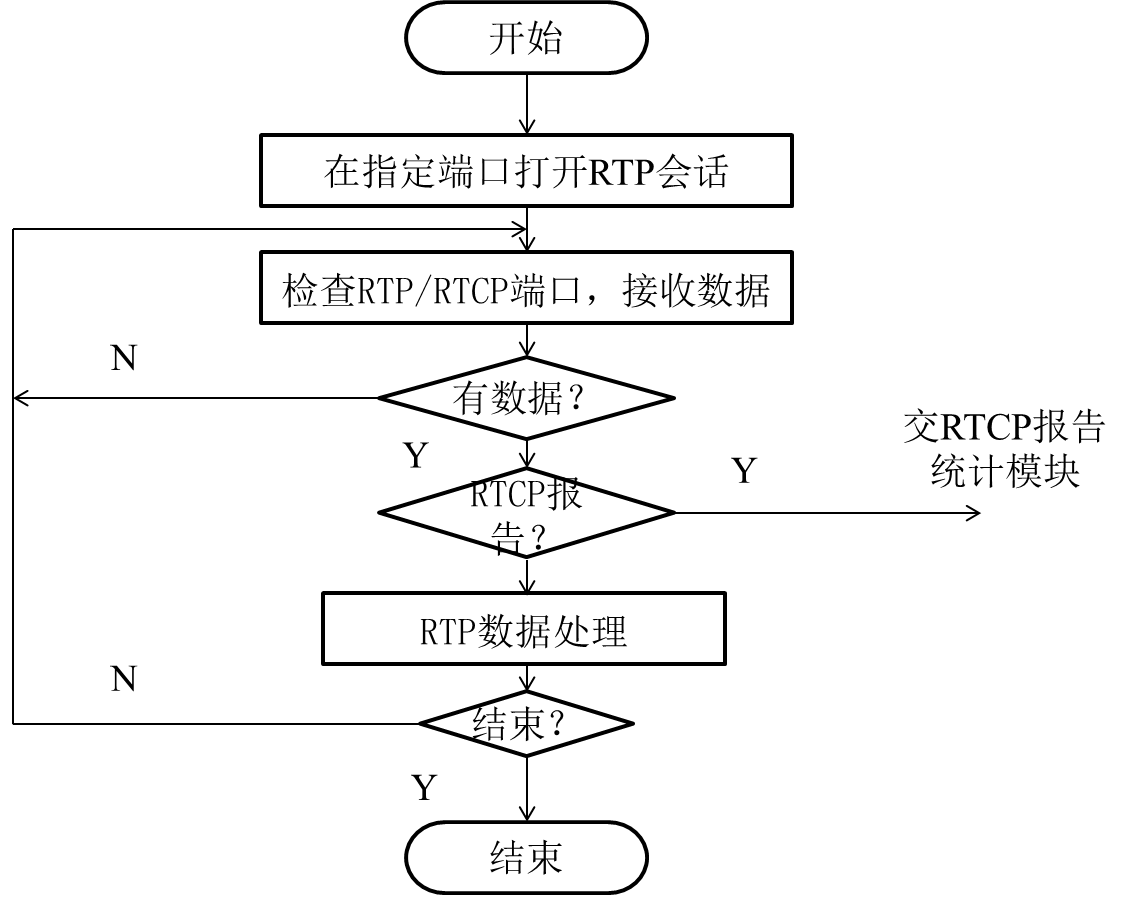 开始
在指定端口打开RTP会话
检查RTP/RTCP端口，接收数据
N
有数据？
Y
交RTCP报告
统计模块
Y
RTCP报
告？
RTP数据处理
N
结束？
Y
结束